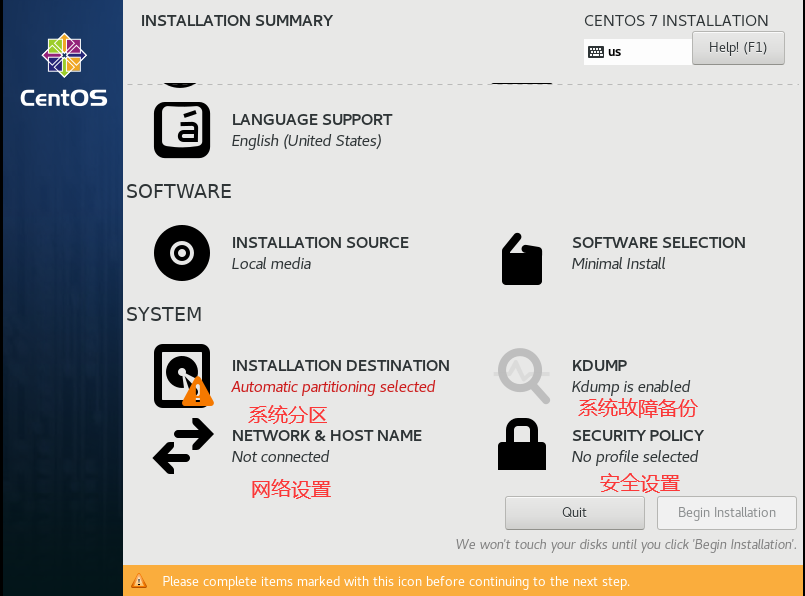 INSTALLATION SUMMARY
CENTOS 7 INSTALLATION
us
Help! (F1)
CentOS
á
LANGUAGE SUPPORT
English (United States)
SOFTWARE
INSTALLATION SOURCE
Local media
SOFTWARE SELECTION
Minimal Install
SYSTEM
INSTALLATION DESTINATION
Automatic partitioning selected
系统分区
KDUMP
Kdump is enabled
系统故障备份
NETWORK & HOST NAME
Not connected
网络设置
SECURITY POLICY
No profile selected
安全设置
Quit
Begin Installation
We won't touch your disks until you click 'Begin Installation'.
Please complete items marked with this icon before continuing to the next step.